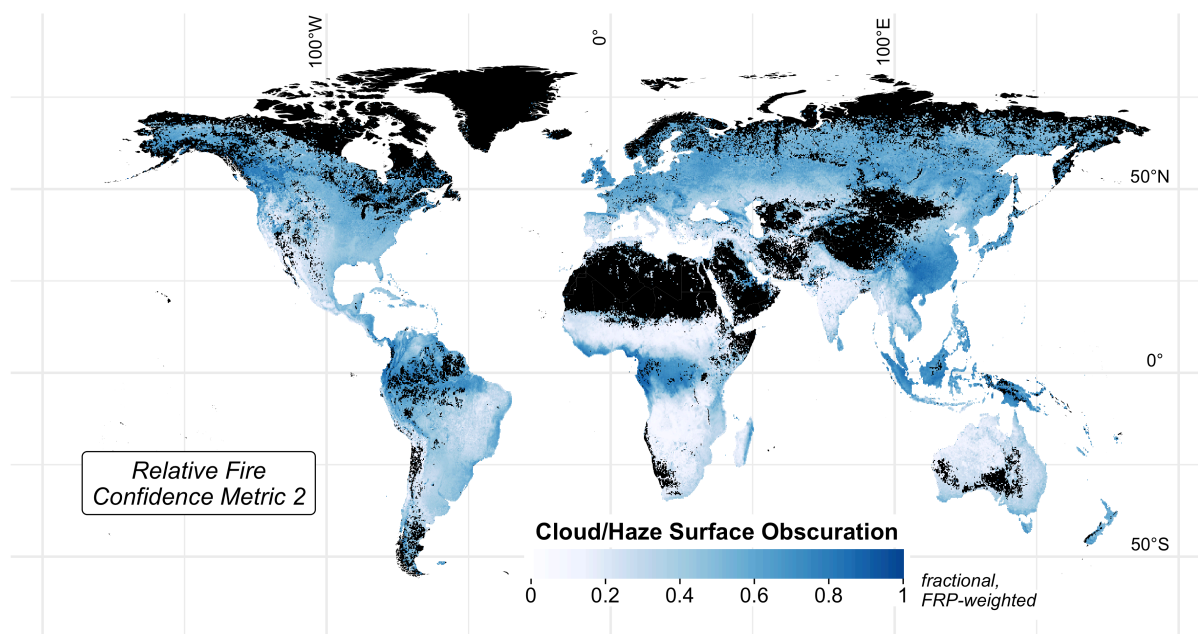 100°W
0°
100°E
50°N
0°
50°S
Relative Fire
Confidence Metric 2
Cloud/Haze Surface Obscuration
0 0.2 0.4 0.6 0.8 1
fractional,
FRP-weighted